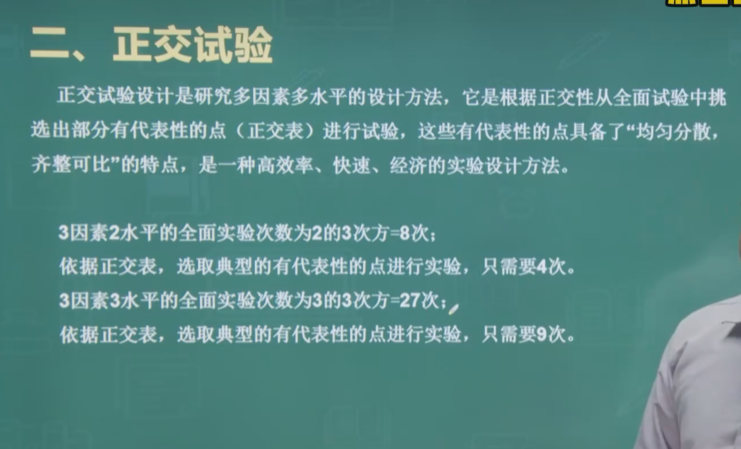 二、正交试验
正交试验设计是研究多因素多水平的设计方法，它是根据正交性从全面试验中挑
选出部分有代表性的点（正交表）进行试验，这些有代表性的点具备了“均匀分散，
齐整可比”的特点，是一种高效率、快速、经济的实验设计方法。
3因素2水平的全面实验次数为2的3次方=8次；
依据正交表，选取典型的有代表性的点进行实验，只需要4次。
3因素3水平的全面实验次数为3的3次方=27次；
依据正交表，选取典型的有代表性的点进行实验，只需要9次。